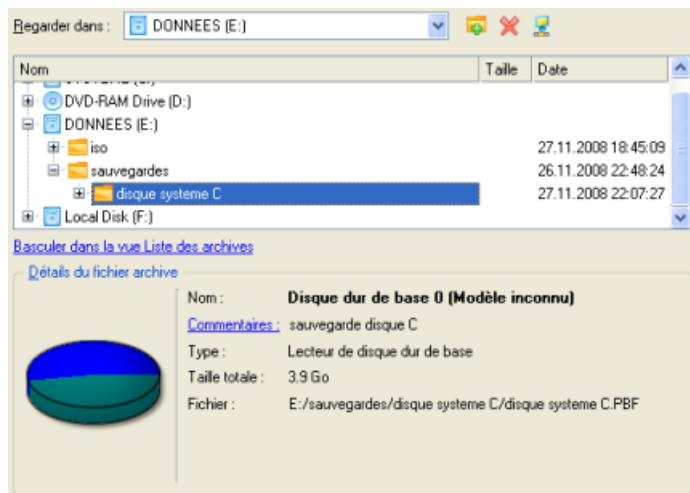 Regarder dans : DONNEES (E:)
Nom Taille Date
DVD-RAM Drive (D:)
DONNEES (E:)
iso 27.11.2008 18:45:09
sauvegardes 26.11.2008 22:48:24
disque systeme C 27.11.2008 22:07:27
Local Disk (F:)
Basculer dans la vue Liste des archives
Détails du fichier archive
Nom : Disque dur de base 0 (Modèle inconnu)
Commentaires : sauvegarde disque C
Type : Lecteur de disque dur de base
Taille totale : 3.9 Go
Fichier : E:/sauvegardes/disque systeme C/disque systeme C.PBF